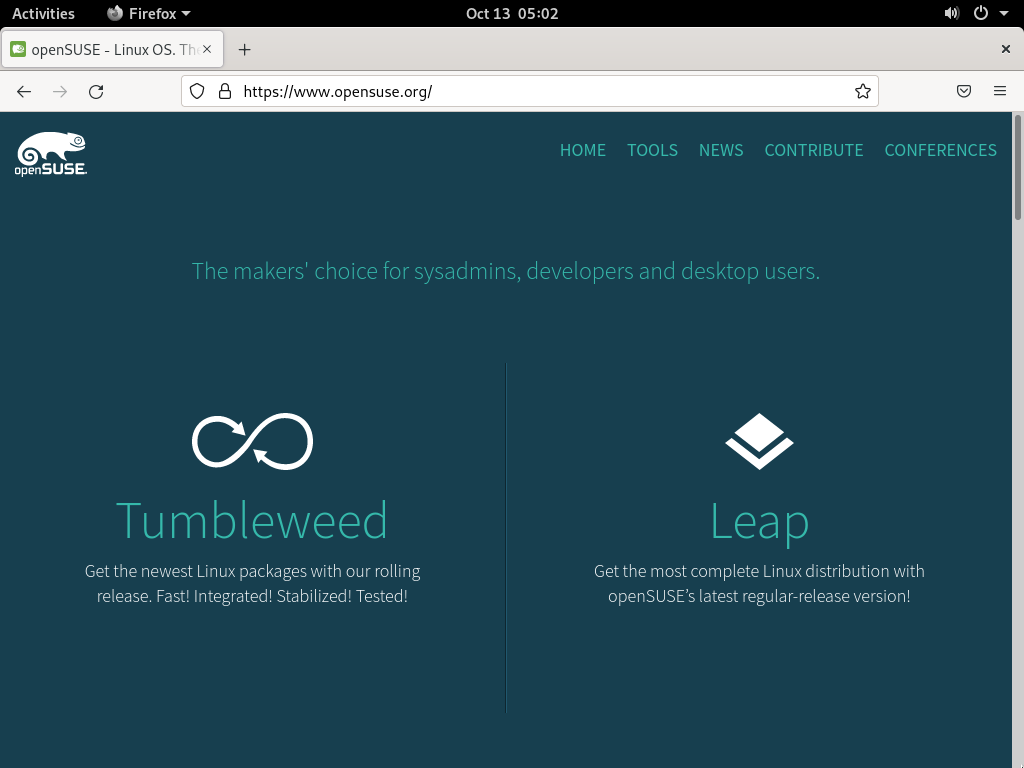 Activities
Firefox
Oct 13 05:02
openSUSE - Linux OS. The
https://www.opensuse.org/
openSUSE.
HOME TOOLS NEWS CONTRIBUTE CONFERENCES
The makers' choice for sysadmins, developers and desktop users.
Tumbleweed
Get the newest Linux packages with our rolling
release. Fast! Integrated! Stabilized! Tested!
Leap
Get the most complete Linux distribution with
openSUSE’s latest regular-release version!